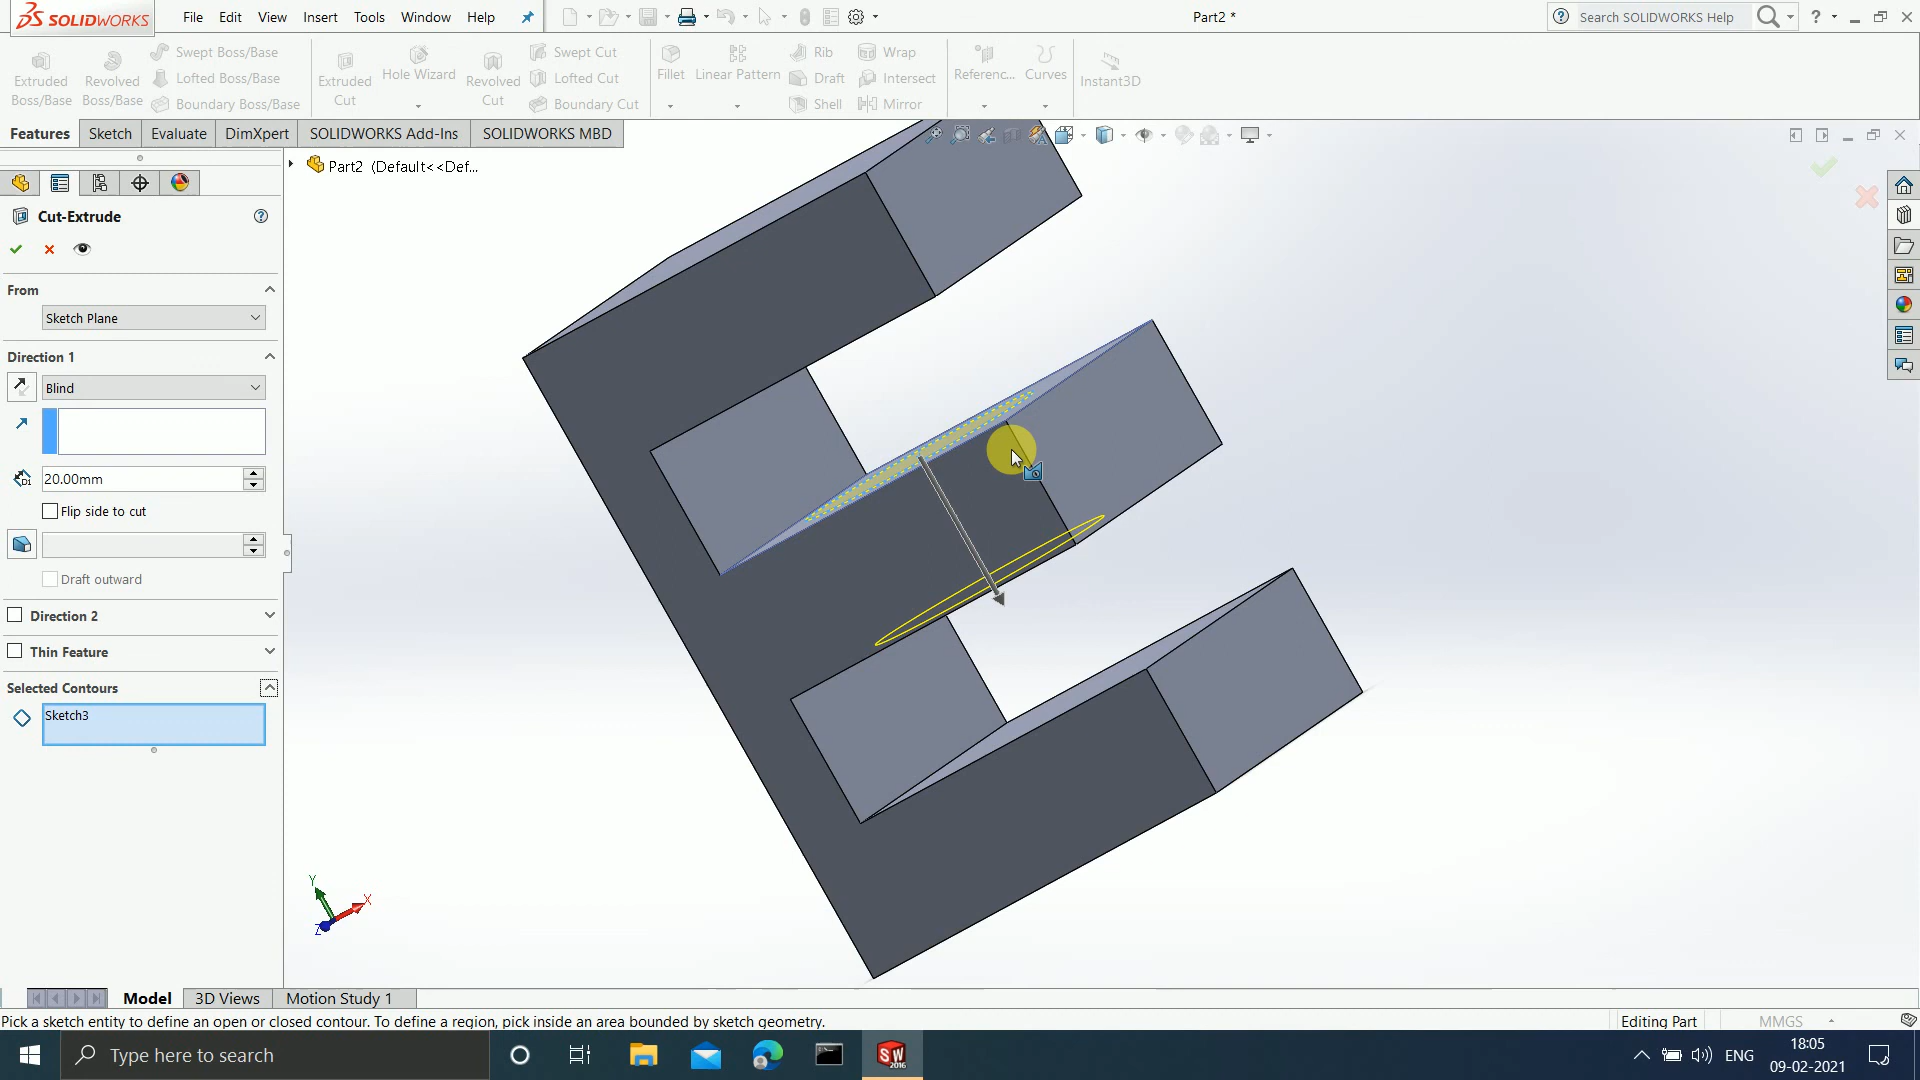 SOLIDWORKS File Edit View Insert Tools Window Help Part2 * Search SOLIDWORKS Help ?
Extruded Boss/Base
Revolved Boss/Base
Swept Boss/Base
Lofted Boss/Base
Boundary Boss/Base
Extruded Cut
Hole Wizard
Revolved Cut
Swept Cut
Lofted Cut
Boundary Cut
Fillet
Linear Pattern
Rib
Draft
Shell
Wrap
Intersect
Mirror
Referenc...
Curves
Instant3D
Features Sketch Evaluate DimXpert SOLIDWORKS Add-Ins SOLIDWORKS MBD
Part2 (Default<<Def...
Cut-Extrude
From
Sketch Plane
Direction 1
Blind
20.00mm
Flip side to cut
Draft outward
Direction 2
Thin Feature
Selected Contours
Sketch3
Y
X
Z
Model 3D Views Motion Study 1
Pick a sketch entity to define an open or closed contour. To define a region, pick inside an area bounded by sketch geometry. Editing Part MMGS
Type here to search
SW
2016
ENG
18:05
09-02-2021